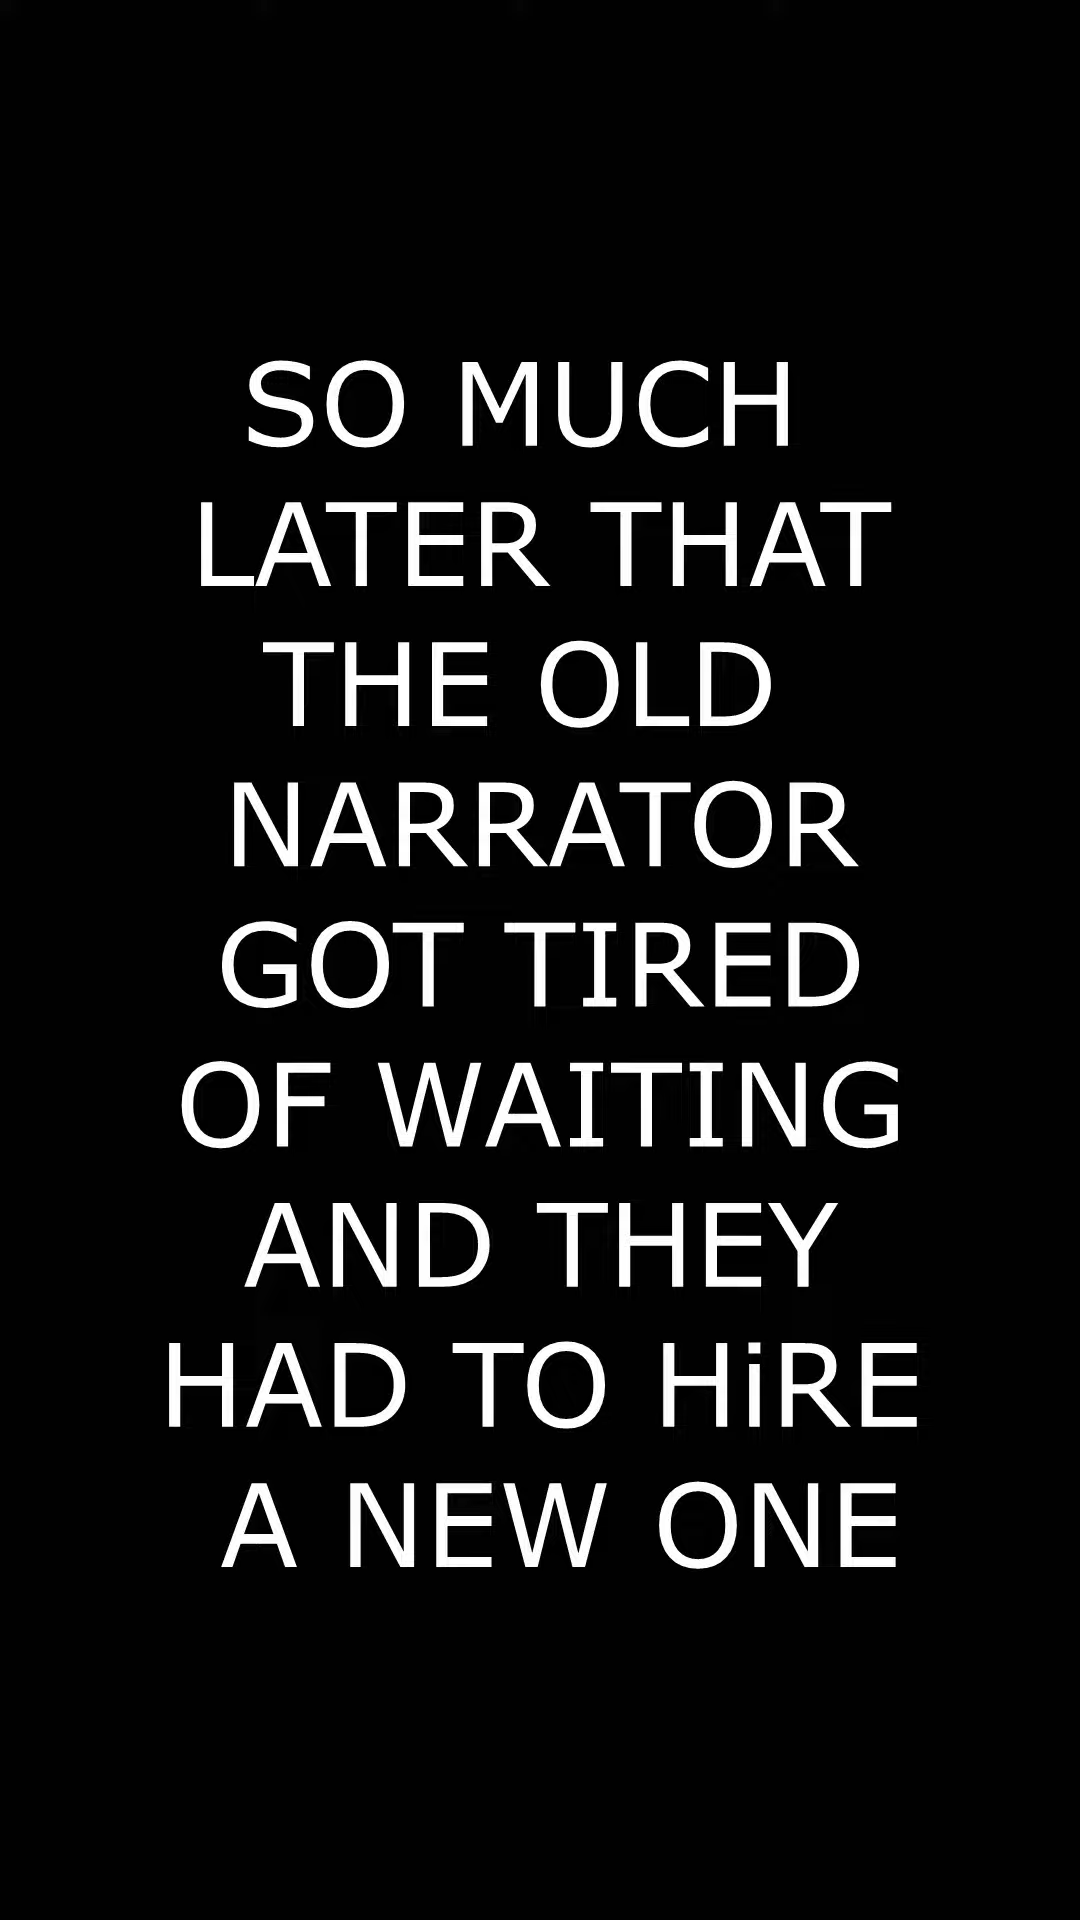 SO MUCH
LATER THAT
THE OLD
NARRATOR
GOT TIRED
OF WAITING
AND THEY
HAD TO HiRE
A NEW ONE